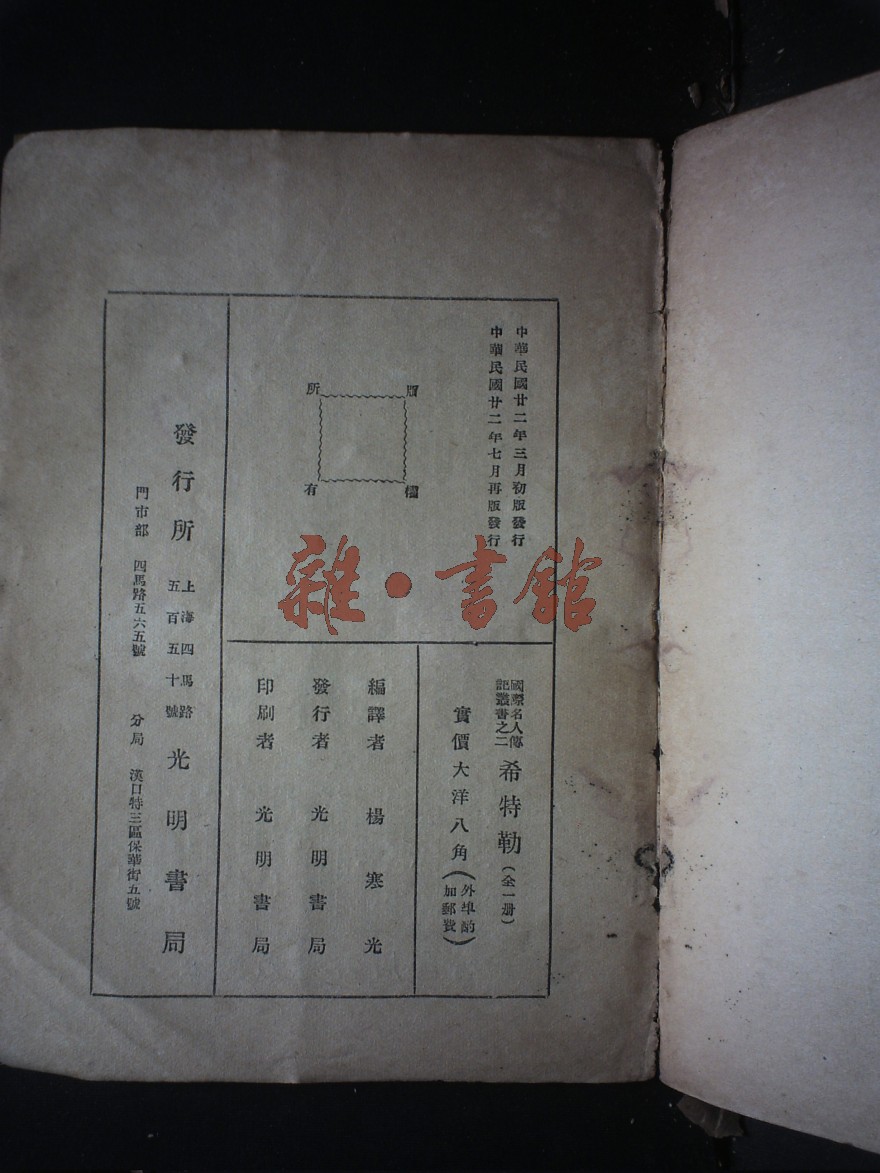 中華民國廿二年三月初版發行
中華民國廿二年七月再版發行
版權
所有
國際名人傳
記叢書之二
希特勒（全一册）
實價大洋八角
（外埠酌
加郵費）
編譯者 楊寒光
發行者 光明書局
印刷者 光明書局
發行所 上海四馬路
五百五十號 光明書局
門市部 四馬路五六五號 分局 漢口特三區保華街五號
雜·書館